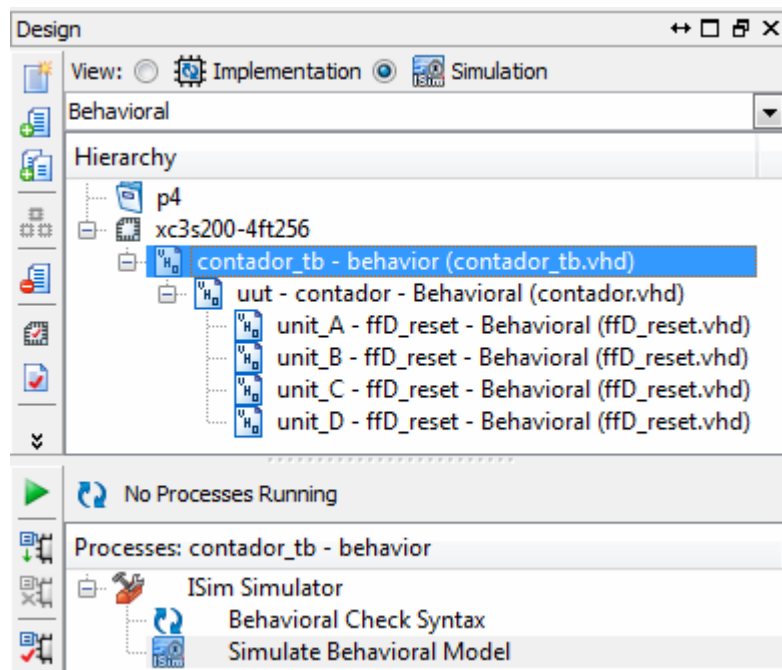 Design
View: Implementation Simulation
Behavioral
Hierarchy
p4
xc3s200-4ft256
contador_tb - behavior (contador_tb.vhd)
uut - contador - Behavioral (contador.vhd)
unit_A - ffD_reset - Behavioral (ffD_reset.vhd)
unit_B - ffD_reset - Behavioral (ffD_reset.vhd)
unit_C - ffD_reset - Behavioral (ffD_reset.vhd)
unit_D - ffD_reset - Behavioral (ffD_reset.vhd)
No Processes Running
Processes: contador_tb - behavior
ISim Simulator
Behavioral Check Syntax
Simulate Behavioral Model